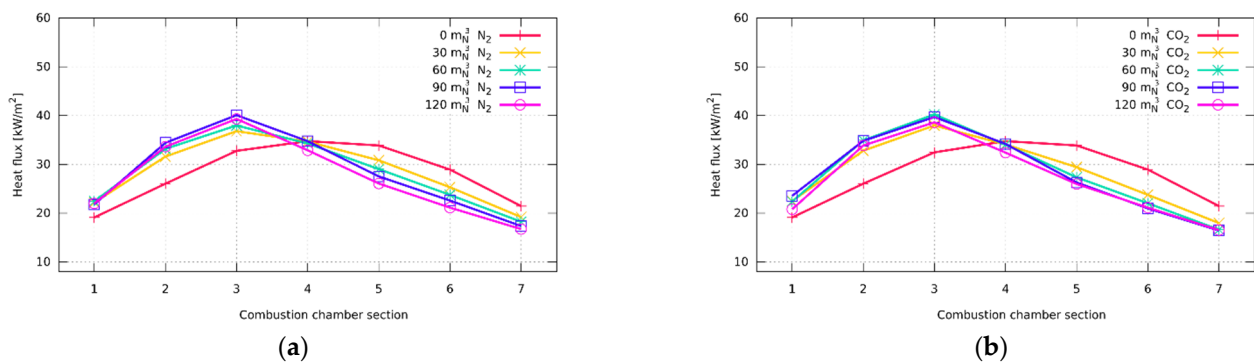 60
50
40
30
20
10
Heat flux [kW/m²]
0 m³N N₂
30 m³N N₂
60 m³N N₂
90 m³N N₂
120 m³N N₂
1 2 3 4 5 6 7
Combustion chamber section
(a)
60
50
40
30
20
10
Heat flux [kW/m²]
0 m³N CO₂
30 m³N CO₂
60 m³N CO₂
90 m³N CO₂
120 m³N CO₂
1 2 3 4 5 6 7
Combustion chamber section
(b)